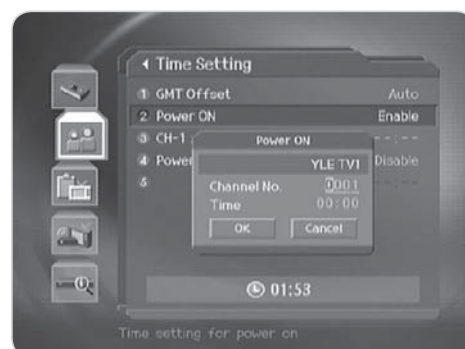 Time Setting
1 GMT Offset Auto
2 Power ON Enable
3 CH-1 --:--
4 Power Disable
5 --:--
Power ON
YLE TV1
Channel No. 0001
Time 00:00
OK Cancel
01:53
Time setting for power on